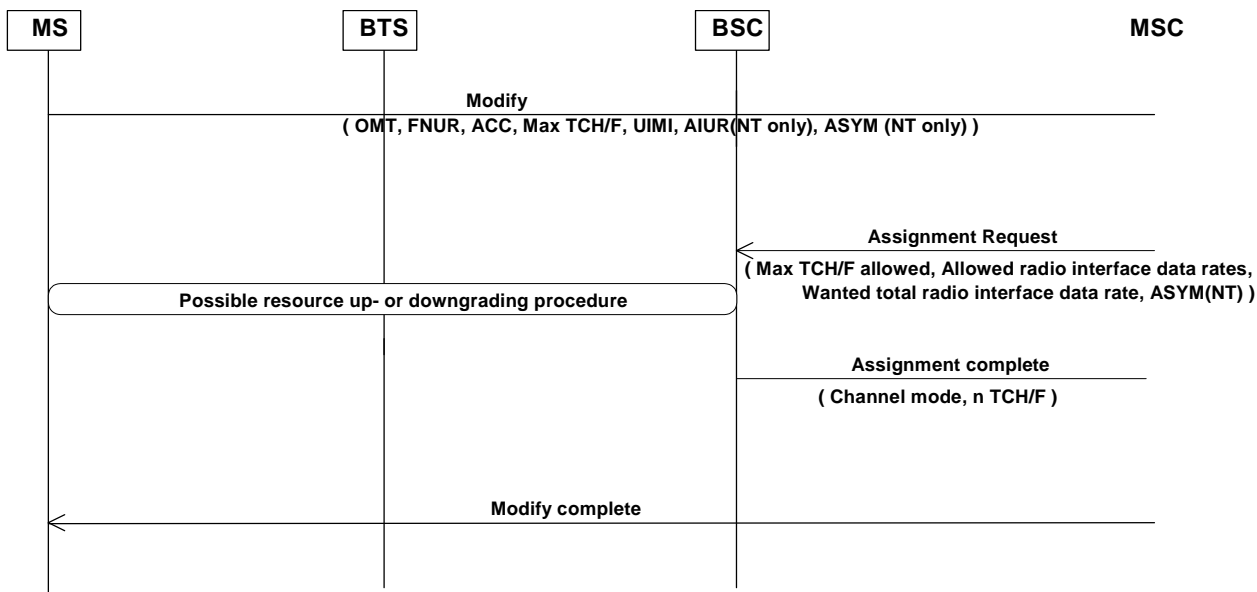 MS BTS BSC MSC
Modify
( OMT, FNUR, ACC, Max TCH/F, UIMI, AIUR(NT only), ASYM (NT only) )
Assignment Request
( Max TCH/F allowed, Allowed radio interface data rates,
Wanted total radio interface data rate, ASYM(NT) )
Possible resource up- or downgrading procedure
Assignment complete
( Channel mode, n TCH/F )
Modify complete